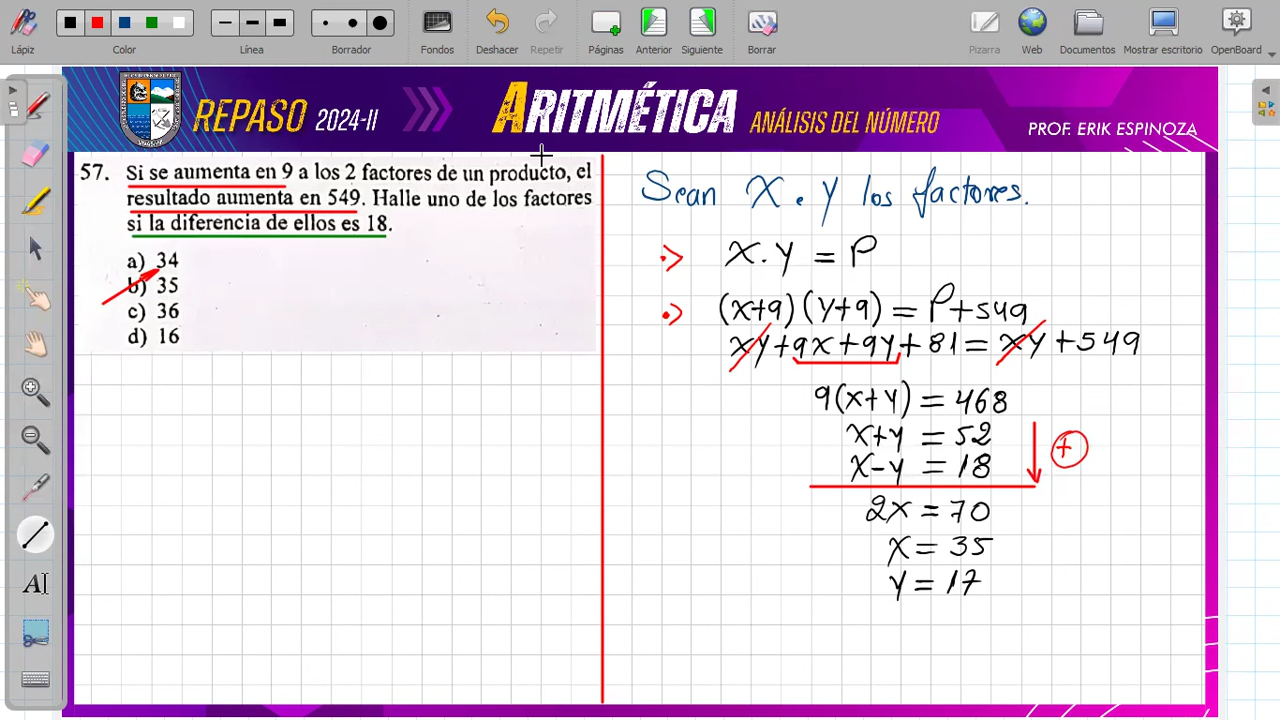 Lápiz
Color
Línea
Borrador
Fondos
Deshacer
Repetir
Páginas
Anterior
Siguiente
Borrar
Pizarra
Web
Documentos
Mostrar escritorio
OpenBoard
REPASO 2024-II
ARITMÉTICA
ANÁLISIS DEL NÚMERO
PROF. ERIK ESPINOZA
57. Si se aumenta en 9 a los 2 factores de un producto, el
resultado aumenta en 549. Halle uno de los factores
si la diferencia de ellos es 18.
a) 34
b) 35
c) 36
d) 16
Sean X . y los factores.
X . y = P
(x+9)(y+9) = P+549
xy+9x+9y+81 = xy+549
9(x+y) = 468
x+y = 52
x-y = 18
+
2x = 70
x = 35
y = 17
AI